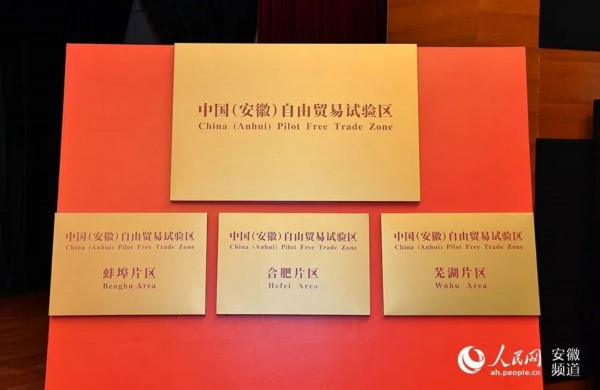 中国(安徽)自由贸易试验区
China (Anhui) Pilot Free Trade Zone
中国(安徽)自由贸易试验区
China (Anhui) Pilot Free Trade Zone
蚌埠片区
Bengbu Area
中国(安徽)自由贸易试验区
China (Anhui) Pilot Free Trade Zone
合肥片区
Hefei Area
中国(安徽)自由贸易试验区
China (Anhui) Pilot Free Trade Zone
芜湖片区
Wuhu Area
人民网
ah.people.cn
安徽
频道